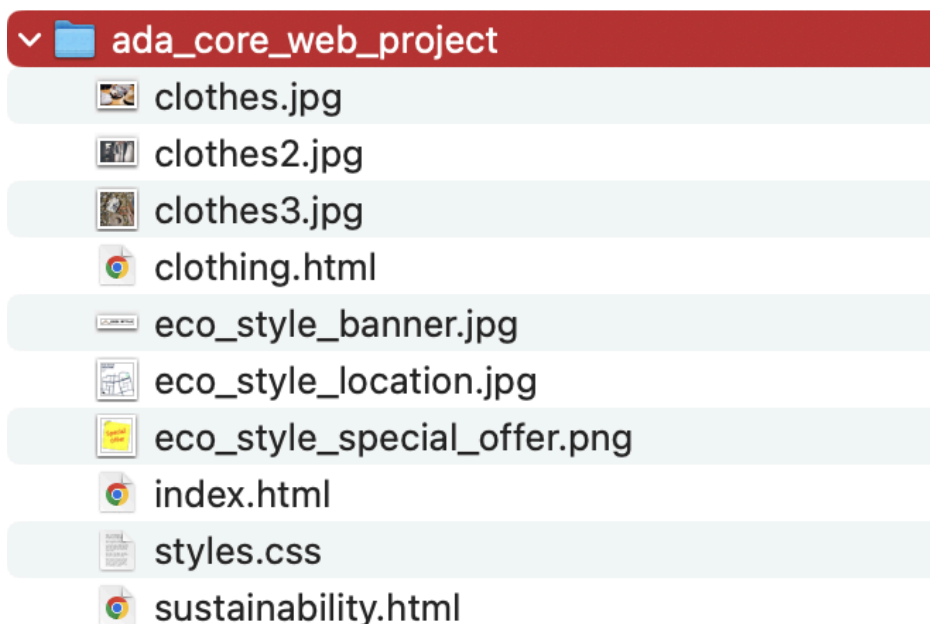 ada_core_web_project
clothes.jpg
clothes2.jpg
clothes3.jpg
clothing.html
eco_style_banner.jpg
eco_style_location.jpg
eco_style_special_offer.png
index.html
styles.css
sustainability.html